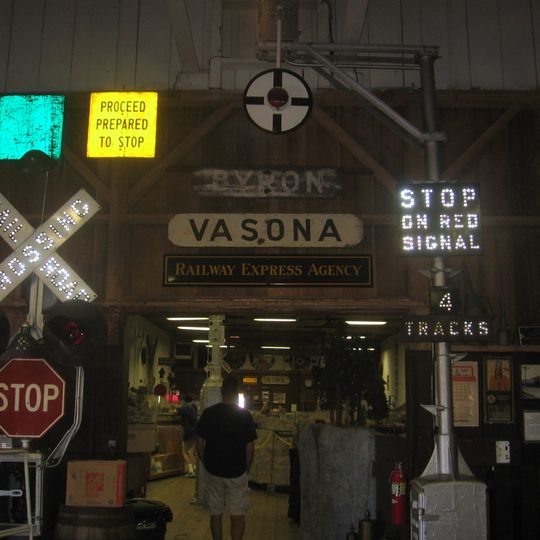 PROCEED
PREPARED
TO STOP
BYRON
VASONA
RAILWAY EXPRESS AGENCY
STOP
ON RED
SIGNAL
4
TRACKS
STOP